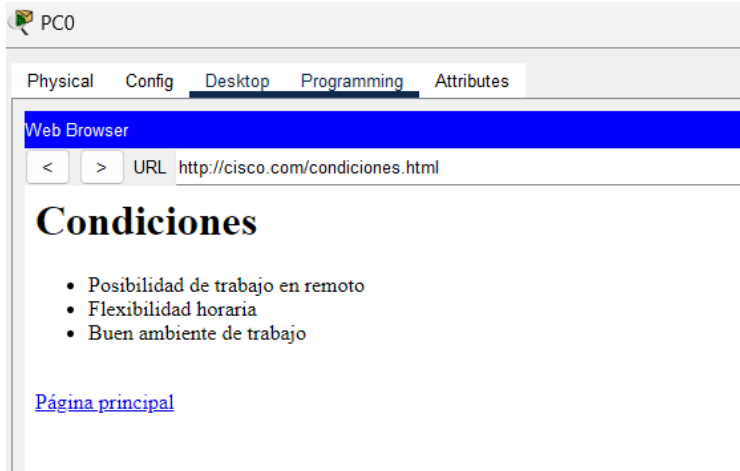 PC0
Physical Config Desktop Programming Attributes
Web Browser
< > URL http://cisco.com/condiciones.html
Condiciones
• Posibilidad de trabajo en remoto
• Flexibilidad horaria
• Buen ambiente de trabajo
Página principal